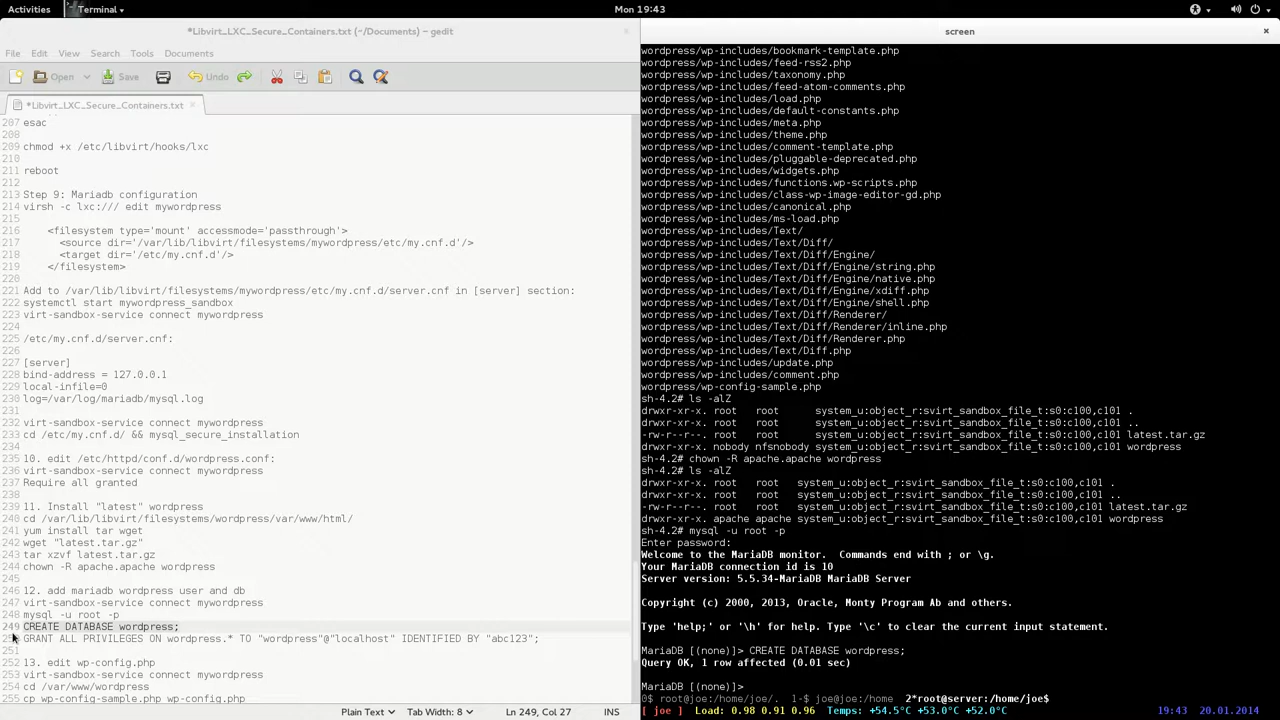 Activities
Terminal
Mon 19:43
*Libvirt_LXC_Secure_Containers.txt (~/Documents) - gedit
File Edit View Search Tools Documents
Open Save Undo
*Libvirt_LXC_Secure_Containers.txt
207 esac
208
209 chmod +x /etc/libvirt/hooks/lxc
210
211 reboot
212
213 resp 9: Mariadb configuration
214 virsh -c lxc:/// edit mywordpress
215
216     <filesystem type='mount' accessmode='passthrough'>
217       <source dir='/var/lib/libvirt/filesystems/mywordpress/etc/my.cnf.d'/>
218       <target dir='/etc/my.cnf.d'/>
219     </filesystem>
220
221 Add to /var/lib/libvirt/filesystems/mywordpress/etc/my.cnf.d/server.cnf in [server] section:
222 systemctl start mywordpress_sandbox
223 virt-sandbox-service connect mywordpress
224
225 /etc/my.cnf.d/server.cnf:
226
227 [server]
228 bind-address = 127.0.0.1
229 local-infile=0
230 log=/var/log/mariadb/mysql.log
231
232 virt-sandbox-service connect mywordpress
233 cd /etc/my.cnf.d/ && mysql_secure_installation
234
235 10. /etc/httpd/conf.d/wordpress.conf:
236 virt-sandbox-service connect mywordpress
237 Require all granted
238
239 11. Install "latest" wordpress
240 cd /var/lib/libvirt/filesystems/wordpress/var/www/html/
241 yum install tar wget
242 wget "latest.tar.gz"
243 tar xzvf latest.tar.gz
244 chown -R apache.apache wordpress
245
246 12. add mariadb wordpress user and db
247 virt-sandbox-service connect mywordpress
248 mysql -u root -p
249 CREATE DATABASE wordpress;
GRANT ALL PRIVILEGES ON wordpress.* TO "wordpress"@"localhost" IDENTIFIED BY "abc123";
251
252 13. edit wp-config.php
253 virt-sandbox-service connect mywordpress
254 cd /var/www/wordpress
255 cp wp-config-sample.php wp-config.php
Plain Text Tab Width: 8 Ln 249, Col 27 INS
screen
wordpress/wp-includes/bookmark-template.php
wordpress/wp-includes/feed-rss2.php
wordpress/wp-includes/taxonomy.php
wordpress/wp-includes/feed-atom-comments.php
wordpress/wp-includes/load.php
wordpress/wp-includes/default-constants.php
wordpress/wp-includes/meta.php
wordpress/wp-includes/theme.php
wordpress/wp-includes/comment-template.php
wordpress/wp-includes/pluggable-deprecated.php
wordpress/wp-includes/widgets.php
wordpress/wp-includes/functions.wp-scripts.php
wordpress/wp-includes/class-wp-image-editor-gd.php
wordpress/wp-includes/canonical.php
wordpress/wp-includes/ms-load.php
wordpress/wp-includes/Text/
wordpress/wp-includes/Text/Diff/
wordpress/wp-includes/Text/Diff/Engine/
wordpress/wp-includes/Text/Diff/Engine/string.php
wordpress/wp-includes/Text/Diff/Engine/native.php
wordpress/wp-includes/Text/Diff/Engine/xdiff.php
wordpress/wp-includes/Text/Diff/Engine/shell.php
wordpress/wp-includes/Text/Diff/Renderer/
wordpress/wp-includes/Text/Diff/Renderer/inline.php
wordpress/wp-includes/Text/Diff/Renderer.php
wordpress/wp-includes/Text/Diff.php
wordpress/wp-includes/update.php
wordpress/wp-includes/comment.php
wordpress/wp-config-sample.php
sh-4.2# ls -alZ
drwxr-xr-x. root   root      system_u:object_r:svirt_sandbox_file_t:s0:c100,c101 .
drwxr-xr-x. root   root      system_u:object_r:svirt_sandbox_file_t:s0:c100,c101 ..
-rw-r--r--. root   root      system_u:object_r:svirt_sandbox_file_t:s0:c100,c101 latest.tar.gz
drwxr-xr-x. nobody nfsnobody system_u:object_r:svirt_sandbox_file_t:s0:c100,c101 wordpress
sh-4.2# chown -R apache.apache wordpress
sh-4.2# ls -alZ
drwxr-xr-x. root   root   system_u:object_r:svirt_sandbox_file_t:s0:c100,c101 .
drwxr-xr-x. root   root   system_u:object_r:svirt_sandbox_file_t:s0:c100,c101 ..
-rw-r--r--. root   root   system_u:object_r:svirt_sandbox_file_t:s0:c100,c101 latest.tar.gz
drwxr-xr-x. apache apache system_u:object_r:svirt_sandbox_file_t:s0:c100,c101 wordpress
sh-4.2# mysql -u root -p
Enter password:
Welcome to the MariaDB monitor.  Commands end with ; or \g.
Your MariaDB connection id is 10
Server version: 5.5.34-MariaDB MariaDB Server
Copyright (c) 2000, 2013, Oracle, Monty Program Ab and others.
Type 'help;' or '\h' for help. Type '\c' to clear the current input statement.
MariaDB [(none)]> CREATE DATABASE wordpress;
Query OK, 1 row affected (0.01 sec)
MariaDB [(none)]>
0$ root@joe:/home/joe/.  1-$ joe@joe:/home  2*root@server:/home/joe$
[ joe ]  Load: 0.98 0.91 0.96  Temps: +54.5°C +53.0°C +52.0°C 19:43  20.01.2014